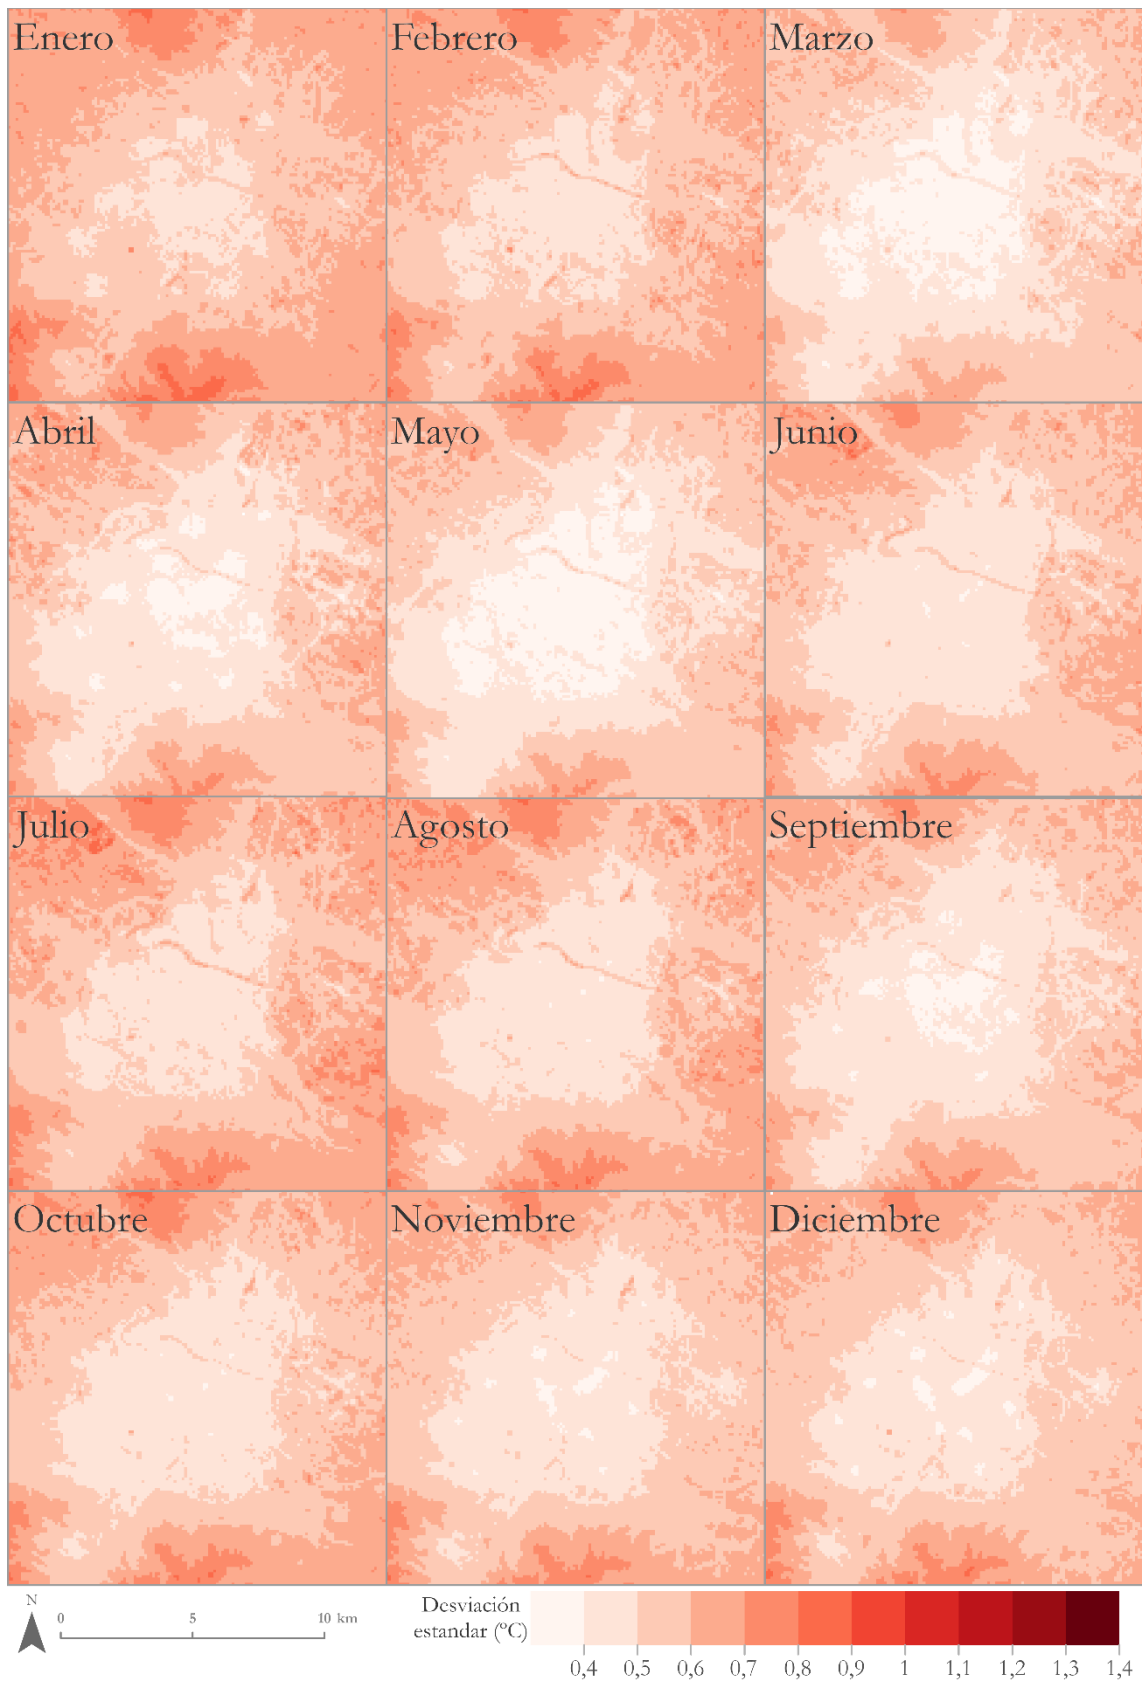 Enero
Febrero
Marzo
Abril
Mayo
Junio
Julio
Agosto
Septiembre
Octubre
Noviembre
Diciembre
N
0 5 10 km
Desviación
estandar (°C)
0,4 0,5 0,6 0,7 0,8 0,9 1 1,1 1,2 1,3 1,4